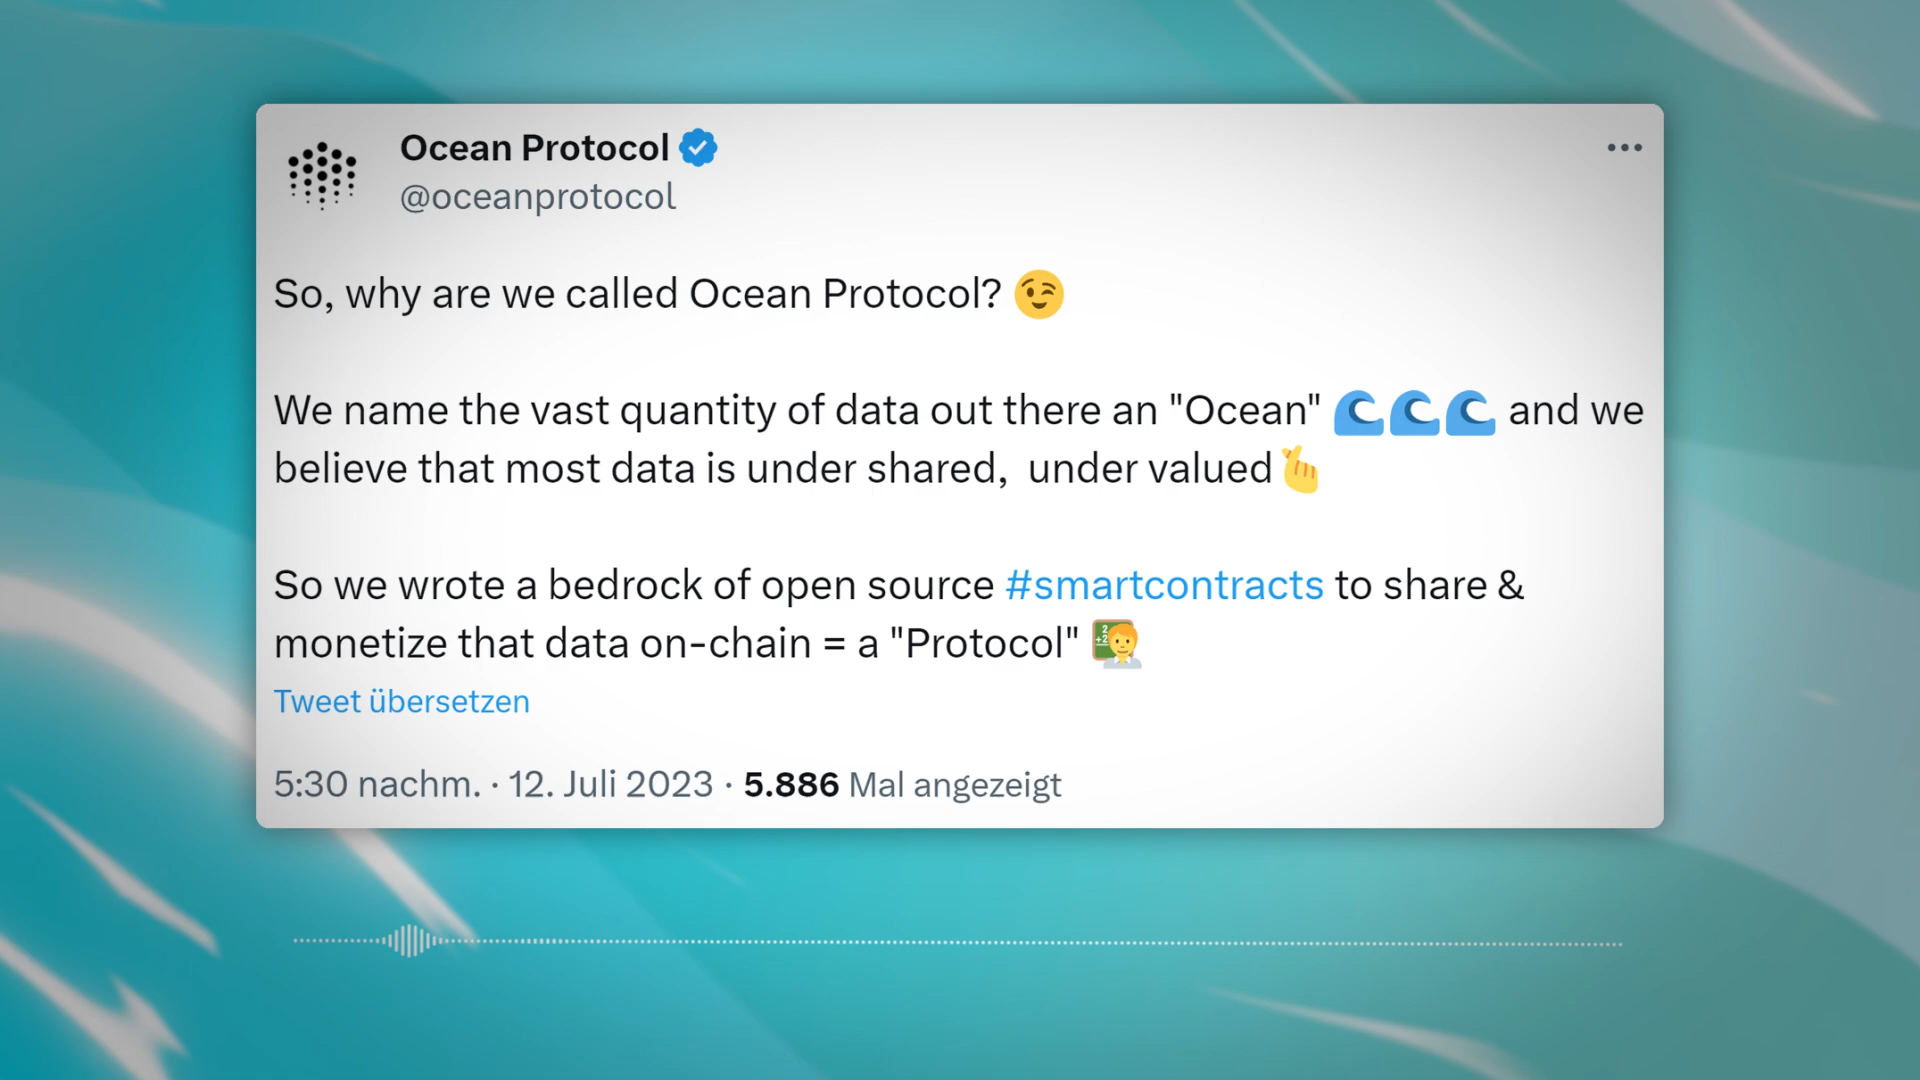 Ocean Protocol
@oceanprotocol
So, why are we called Ocean Protocol? 😉
We name the vast quantity of data out there an "Ocean" 🌊🌊🌊 and we
believe that most data is under shared,  under valued🫰
So we wrote a bedrock of open source #smartcontracts to share &
monetize that data on-chain = a "Protocol" 🧑‍🏫
Tweet übersetzen
5:30 nachm. · 12. Juli 2023 · 5.886 Mal angezeigt